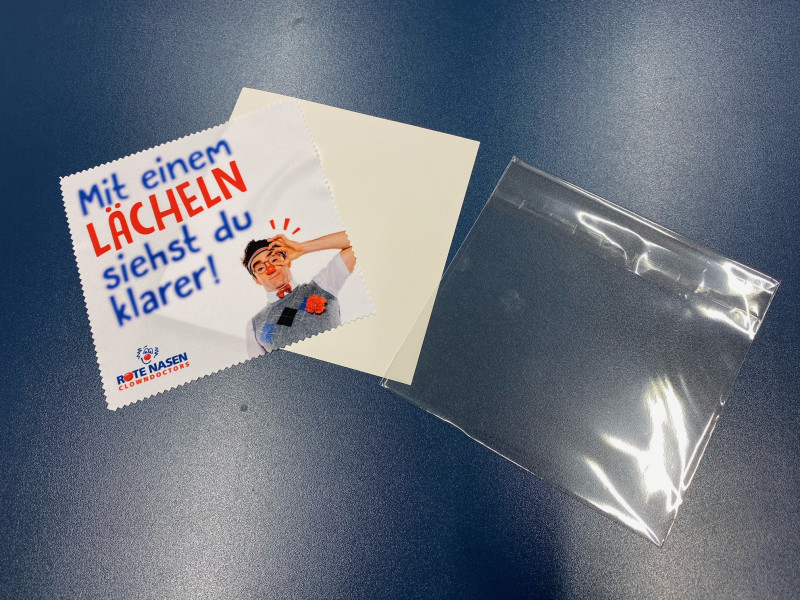 Mit einem
LÄCHELN
siehst du
klarer!
ROTE NASEN
CLOWNDOCTORS